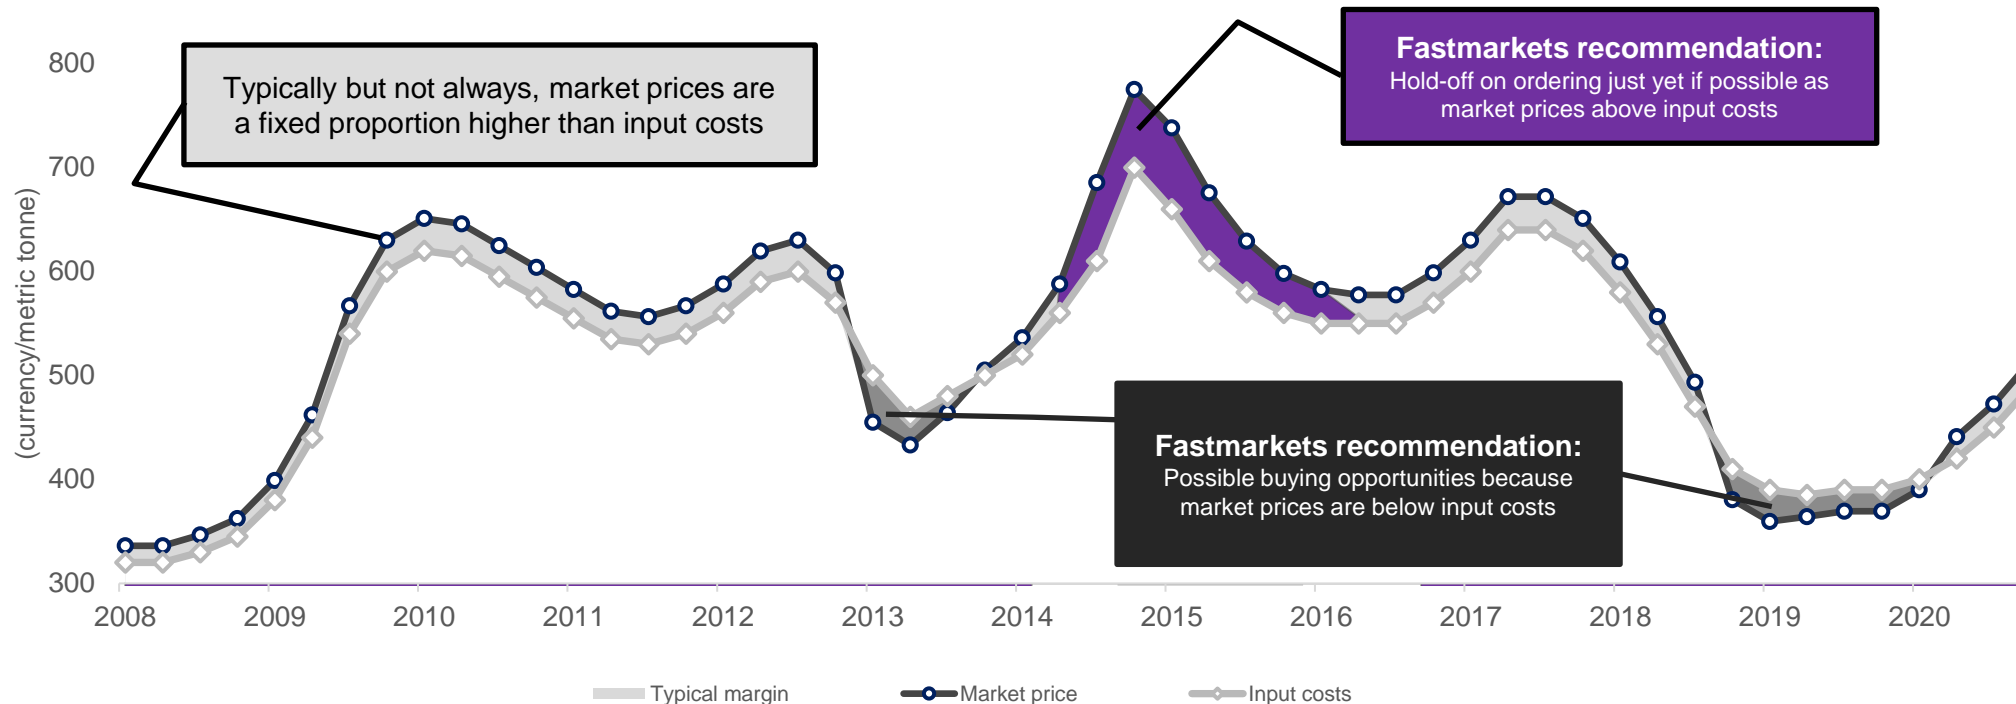 Typically but not always, market prices are
a fixed proportion higher than input costs
Fastmarkets recommendation:
Hold-off on ordering just yet if possible as
market prices above input costs
(currency/metric tonne)
800
700
600
500
400
300
Fastmarkets recommendation:
Possible buying opportunities because
market prices are below input costs
2008 2009 2010 2011 2012 2013 2014 2015 2016 2017 2018 2019 2020
Typical margin Market price Input costs